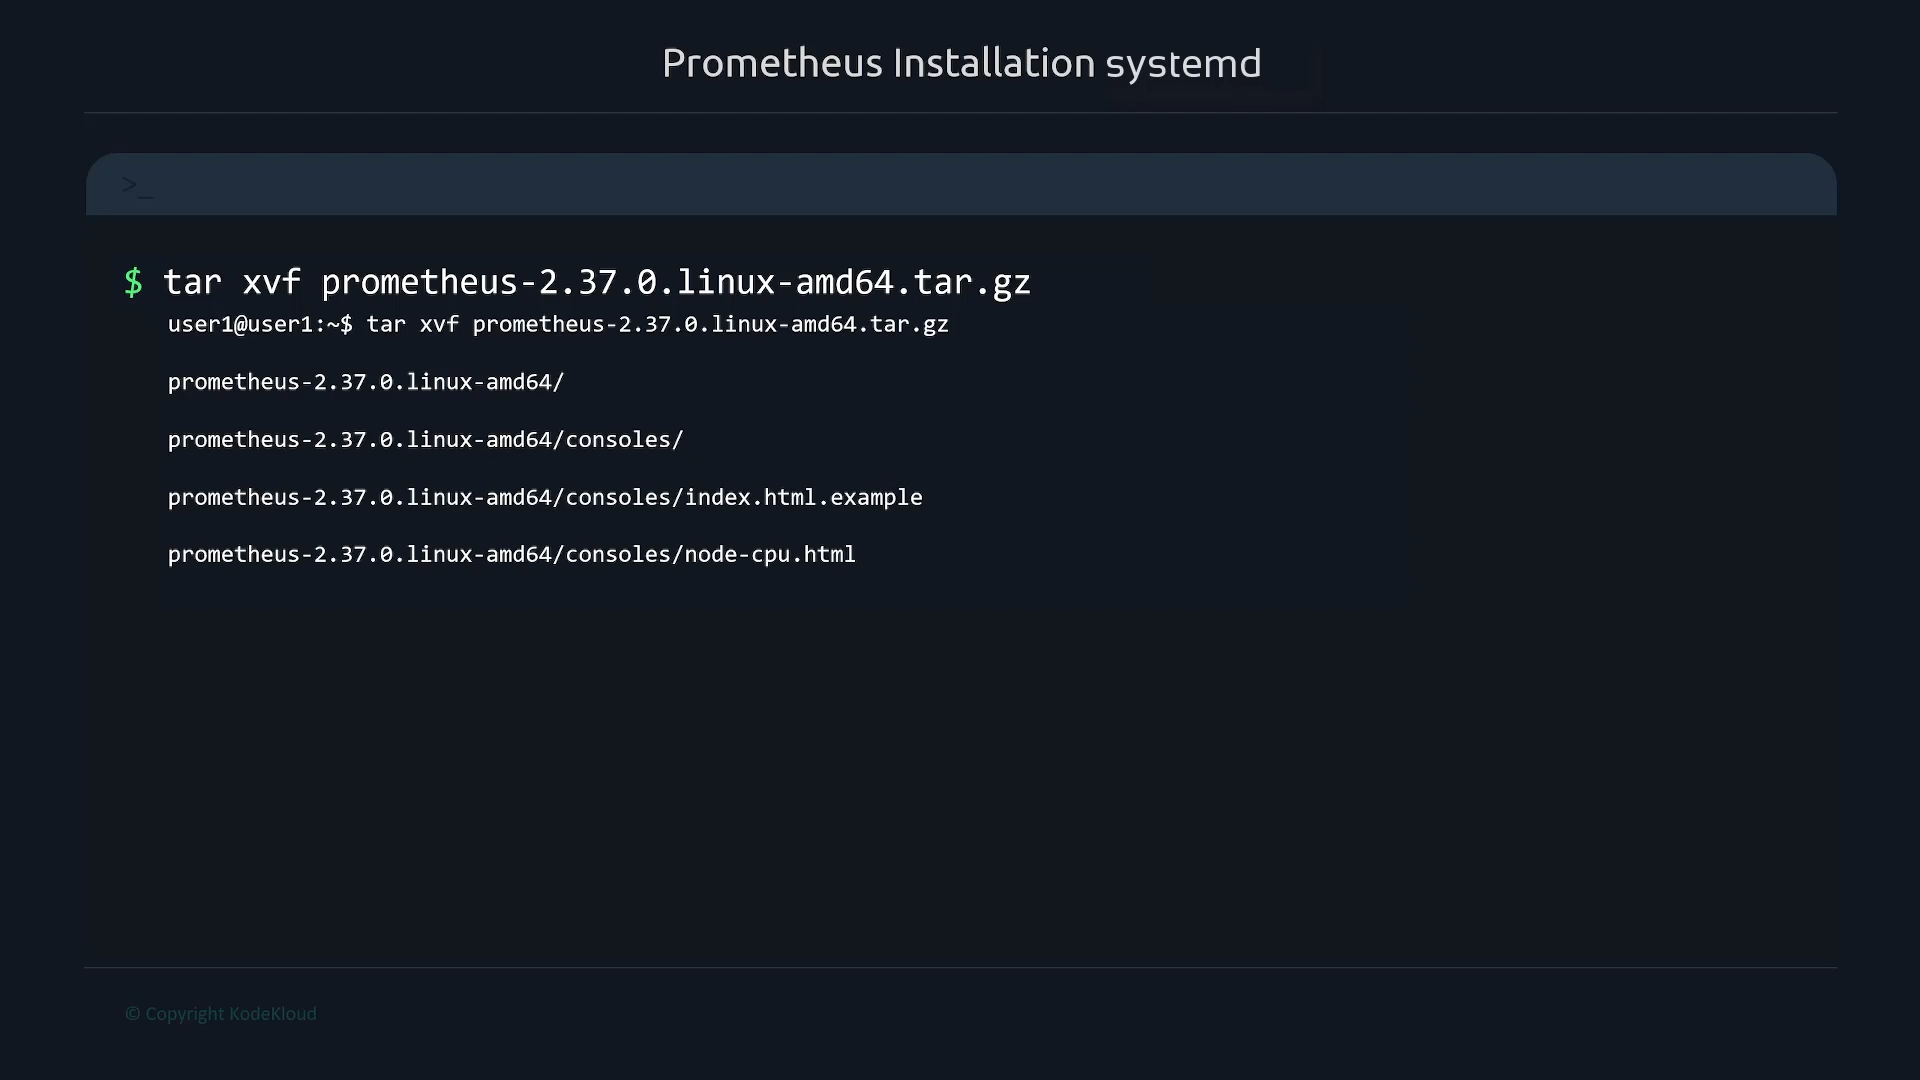 Prometheus Installation systemd
>_
$ tar xvf prometheus-2.37.0.linux-amd64.tar.gz
user1@user1:~$ tar xvf prometheus-2.37.0.linux-amd64.tar.gz
prometheus-2.37.0.linux-amd64/
prometheus-2.37.0.linux-amd64/consoles/
prometheus-2.37.0.linux-amd64/consoles/index.html.example
prometheus-2.37.0.linux-amd64/consoles/node-cpu.html
© Copyright KodeKloud